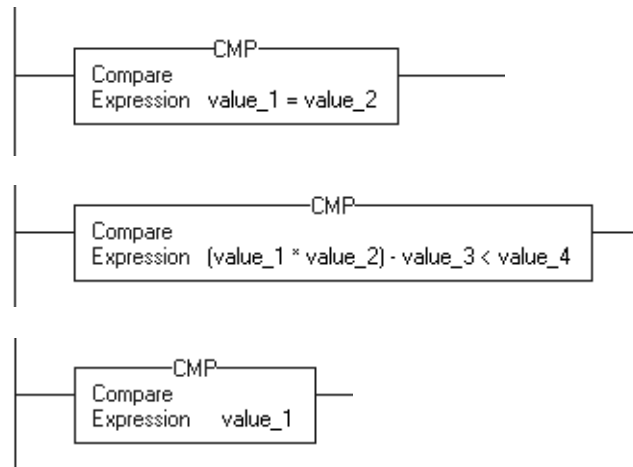 CMP
Compare
Expression value_1 = value_2
CMP
Compare
Expression (value_1 * value_2) - value_3 < value_4
CMP
Compare
Expression value_1